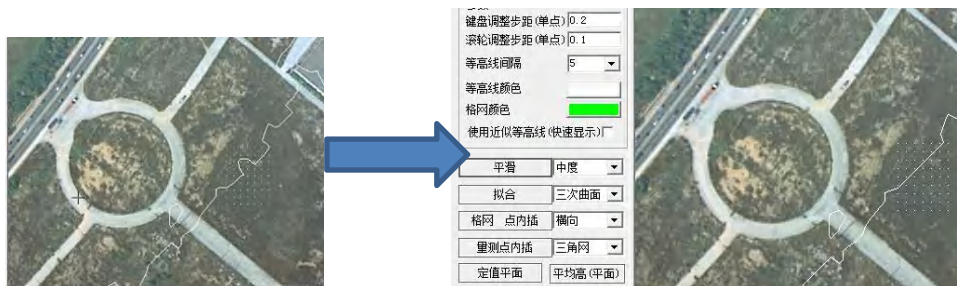 键盘调整步距(单点) 0.2
滚轮调整步距(单点) 0.1
等高线间隔 5
等高线颜色
格网颜色
使用近似等高线(快速显示)
平滑 中度
拟合 三次曲面
格网 点内插 横向
量测点内插 三角网
定值平面 平均高(平面)